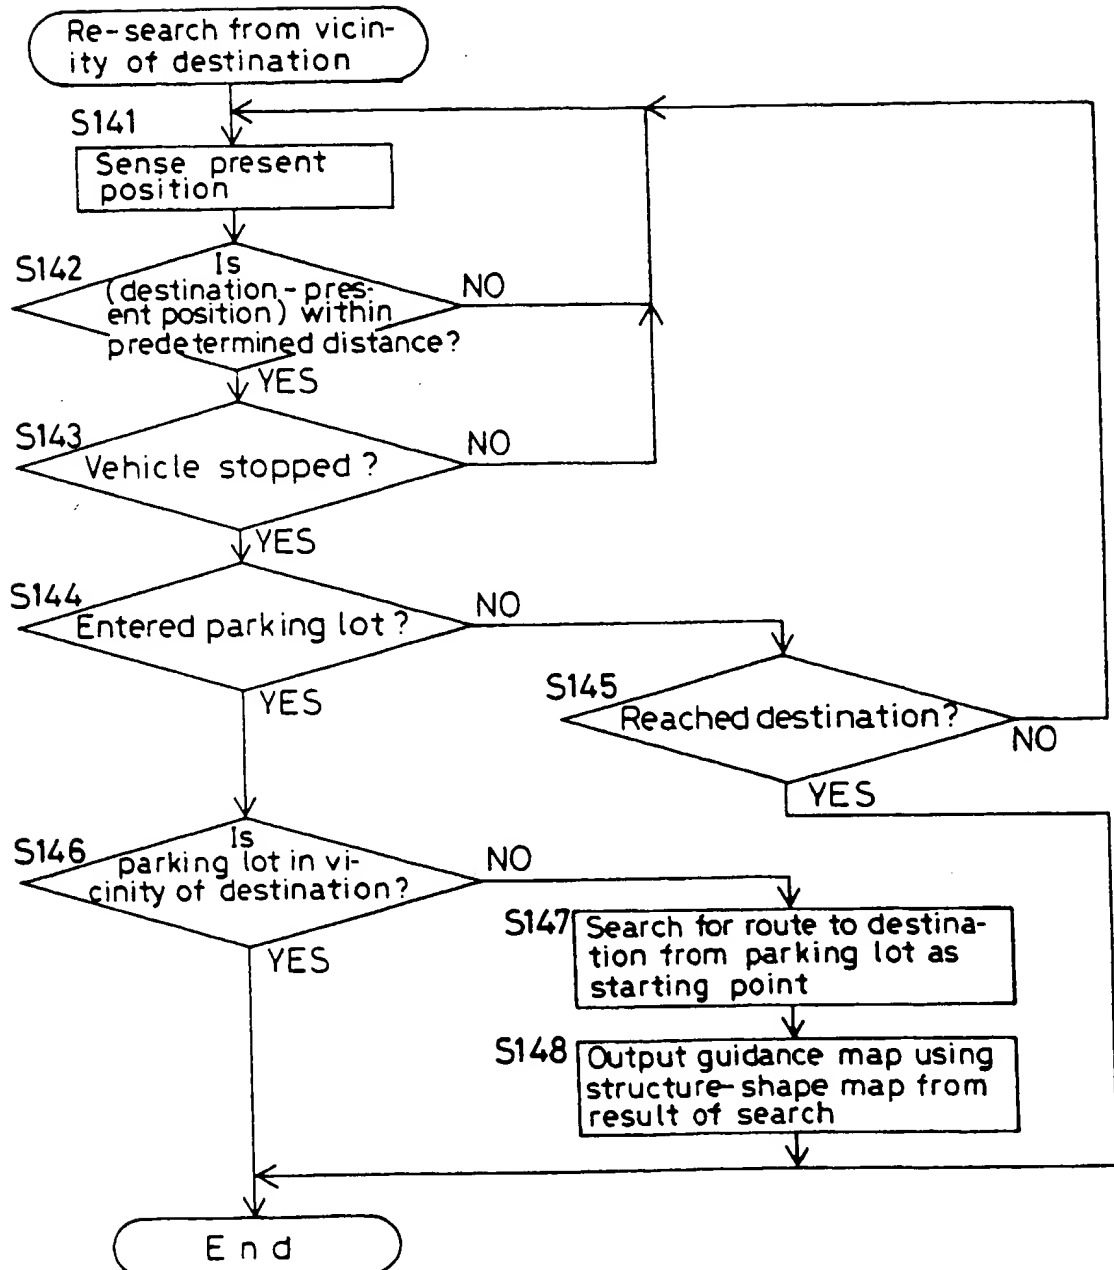 Re-search from vicin-
ity of destination
S141
Sense present
position
S142
Is
(destination-pres-
ent position) within
predetermined distance?
NO
YES
S143
Vehicle stopped?
NO
YES
S144
Entered parking lot?
NO
YES
S145
Reached destination?
NO
YES
S146
Is
parking lot in vi-
cinity of destination?
NO
YES
S147
Search for route to destina-
tion from parking lot as
starting point
S148
Output guidance map using
structure-shape map from
result of search
End